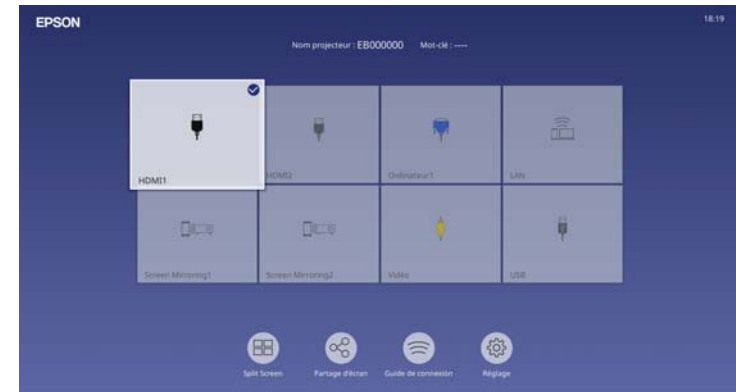 EPSON
18:19
Nom projecteur : EB000000 Mot-clé : ----
HDMI1
HDMI2
Ordinateur1
LAN
Screen Mirroring1
Screen Mirroring2
Vidéo
USB
Split Screen
Partage d'écran
Guide de connexion
Réglage